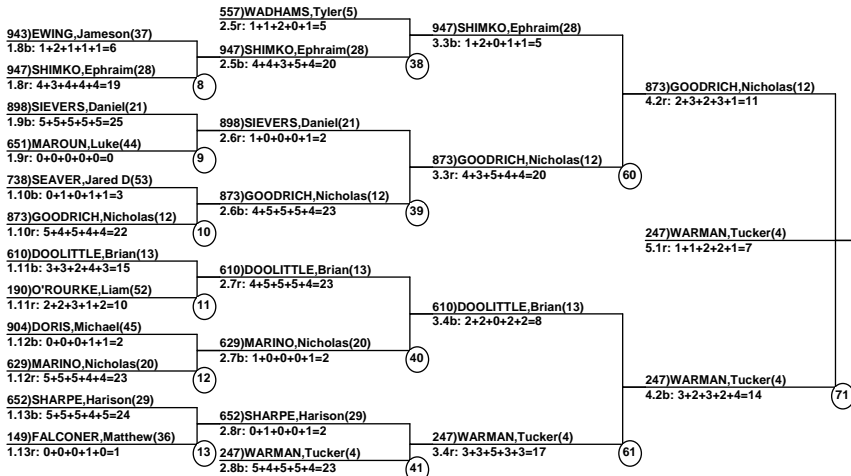 943)EWING,Jameson(37)
1.8b: 1+2+1+1+1=6
947)SHIMKO,Ephraim(28)
1.8r: 4+3+4+4+4=19
8
898)SIEVERS,Daniel(21)
1.9b: 5+5+5+5+5=25
651)MAROUN,Luke(44)
1.9r: 0+0+0+0+0=0
9
738)SEAVER,Jared D(53)
1.10b: 0+1+0+1+1=3
873)GOODRICH,Nicholas(12)
1.10r: 5+4+5+4+4=22
10
610)DOOLITTLE,Brian(13)
1.11b: 3+3+2+4+3=15
190)O'ROURKE,Liam(52)
1.11r: 2+2+3+1+2=10
11
904)DORIS,Michael(45)
1.12b: 0+0+0+1+1=2
629)MARINO,Nicholas(20)
1.12r: 5+5+5+4+4=23
12
652)SHARPE,Harison(29)
1.13b: 5+5+5+4+5=24
149)FALCONER,Matthew(36)
1.13r: 0+0+0+1+0=1
13
557)WADHAMS,Tyler(5)
2.5r: 1+1+2+0+1=5
947)SHIMKO,Ephraim(28)
2.5b: 4+4+3+5+4=20
38
898)SIEVERS,Daniel(21)
2.6r: 1+0+0+0+1=2
873)GOODRICH,Nicholas(12)
2.6b: 4+5+5+5+4=23
39
610)DOOLITTLE,Brian(13)
2.7r: 4+5+5+5+4=23
629)MARINO,Nicholas(20)
2.7b: 1+0+0+0+1=2
40
652)SHARPE,Harison(29)
2.8r: 0+1+0+0+1=2
247)WARMAN,Tucker(4)
2.8b: 5+4+5+4+5=23
41
947)SHIMKO,Ephraim(28)
3.3b: 1+2+0+1+1=5
873)GOODRICH,Nicholas(12)
3.3r: 4+3+5+4+4=20
60
610)DOOLITTLE,Brian(13)
3.4b: 2+2+0+2+2=8
247)WARMAN,Tucker(4)
3.4r: 3+3+5+3+3=17
61
873)GOODRICH,Nicholas(12)
4.2r: 2+3+2+3+1=11
247)WARMAN,Tucker(4)
4.2b: 3+2+3+2+4=14
71
247)WARMAN,Tucker(4)
5.1r: 1+1+2+2+1=7